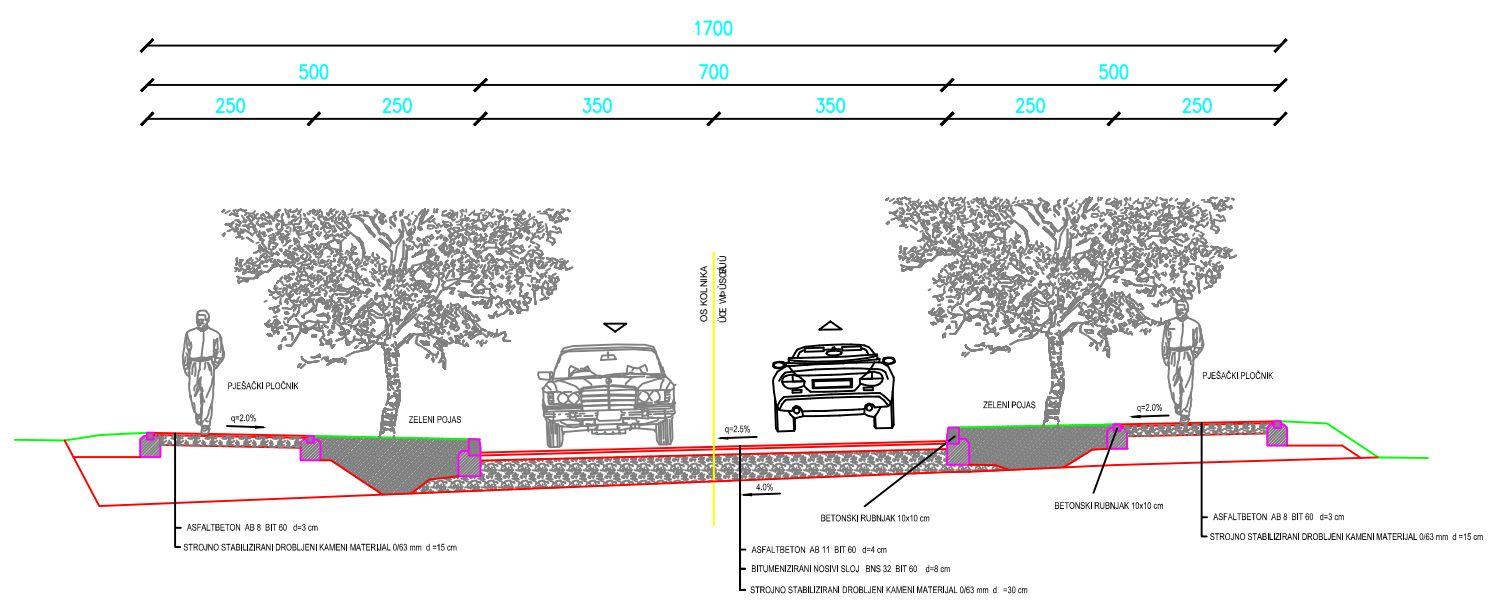 1700
500 700 500
250 250 350 350 250 250
OS KOLNIKA
PJEŠAČKI PLOČNIK
PJEŠAČKI PLOČNIK
ZELENI POJAS
ZELENI POJAS
q=2.0%
q=2.0%
q=2.5%
4.0%
BETONSKI RUBNJAK 10x10 cm
BETONSKI RUBNJAK 10x10 cm
ASFALTBETON AB 8 BIT 60 d=3 cm
STROJNO STABILIZIRANI DROBLJENI KAMENI MATERIJAL 0/63 mm d =15 cm
ASFALTBETON AB 8 BIT 60 d=3 cm
STROJNO STABILIZIRANI DROBLJENI KAMENI MATERIJAL 0/63 mm d =15 cm
ASFALTBETON AB 11 BIT 60 d=4 cm
BITUMENIZIRANI NOSIVI SLOJ BNS 32 BIT 60 d=8 cm
STROJNO STABILIZIRANI DROBLJENI KAMENI MATERIJAL 0/63 mm d =30 cm